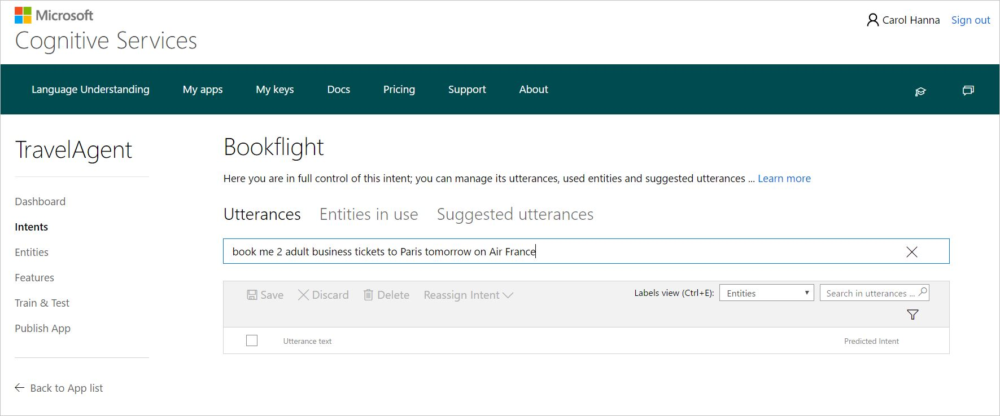 Microsoft
Cognitive Services
Carol Hanna Sign out
Language Understanding My apps My keys Docs Pricing Support About
TravelAgent
Dashboard
Intents
Entities
Features
Train & Test
Publish App
Back to App list
Bookflight
Here you are in full control of this intent; you can manage its utterances, used entities and suggested utterances ... Learn more
Utterances Entities in use Suggested utterances
book me 2 adult business tickets to Paris tomorrow on Air France
Save Discard Delete Reassign Intent Labels view (Ctrl+E): Entities Search in utterances ...
Utterance text Predicted Intent